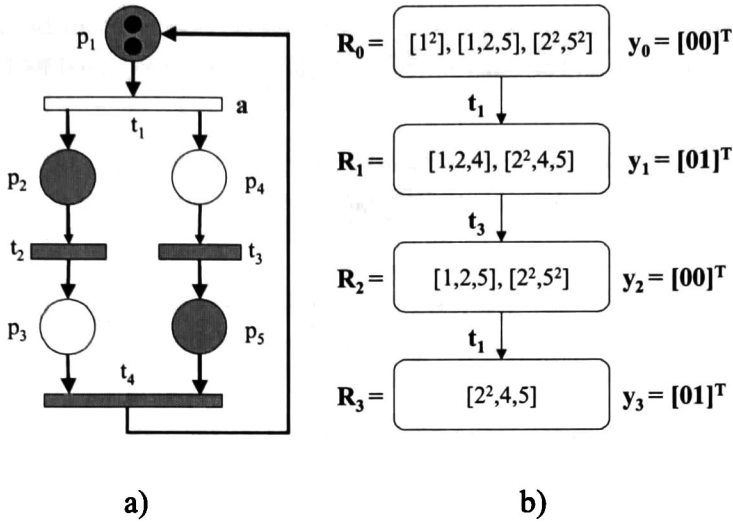 p₁
a
t₁
p₂
p₄
t₂
t₃
p₃
p₅
t₄
a)
R₀ = [1²], [1,2,5], [2²,5²] y₀ = [00]ᵀ
t₁
R₁ = [1,2,4], [2²,4,5] y₁ = [01]ᵀ
t₃
R₂ = [1,2,5], [2²,5²] y₂ = [00]ᵀ
t₁
R₃ = [2²,4,5] y₃ = [01]ᵀ
b)